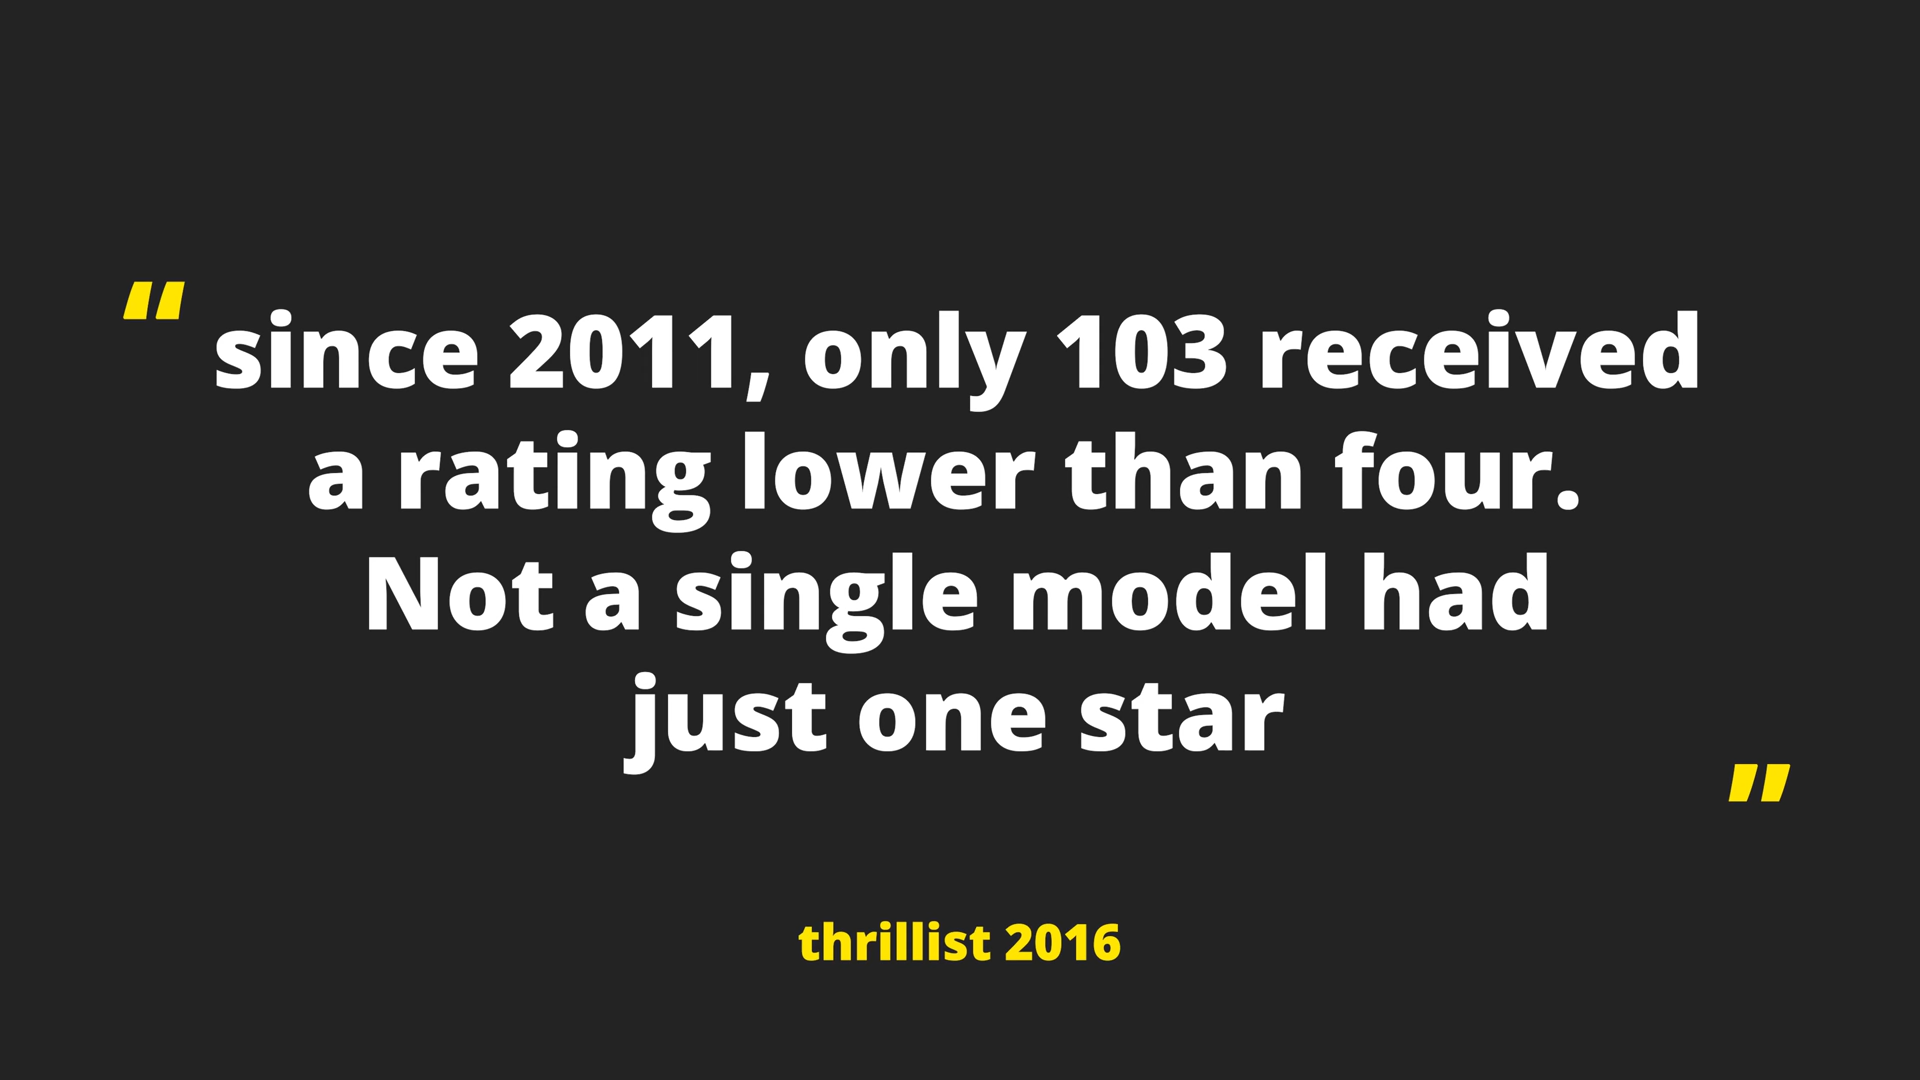 “ since 2011, only 103 received
a rating lower than four.
Not a single model had
just one star
”
thrillist 2016